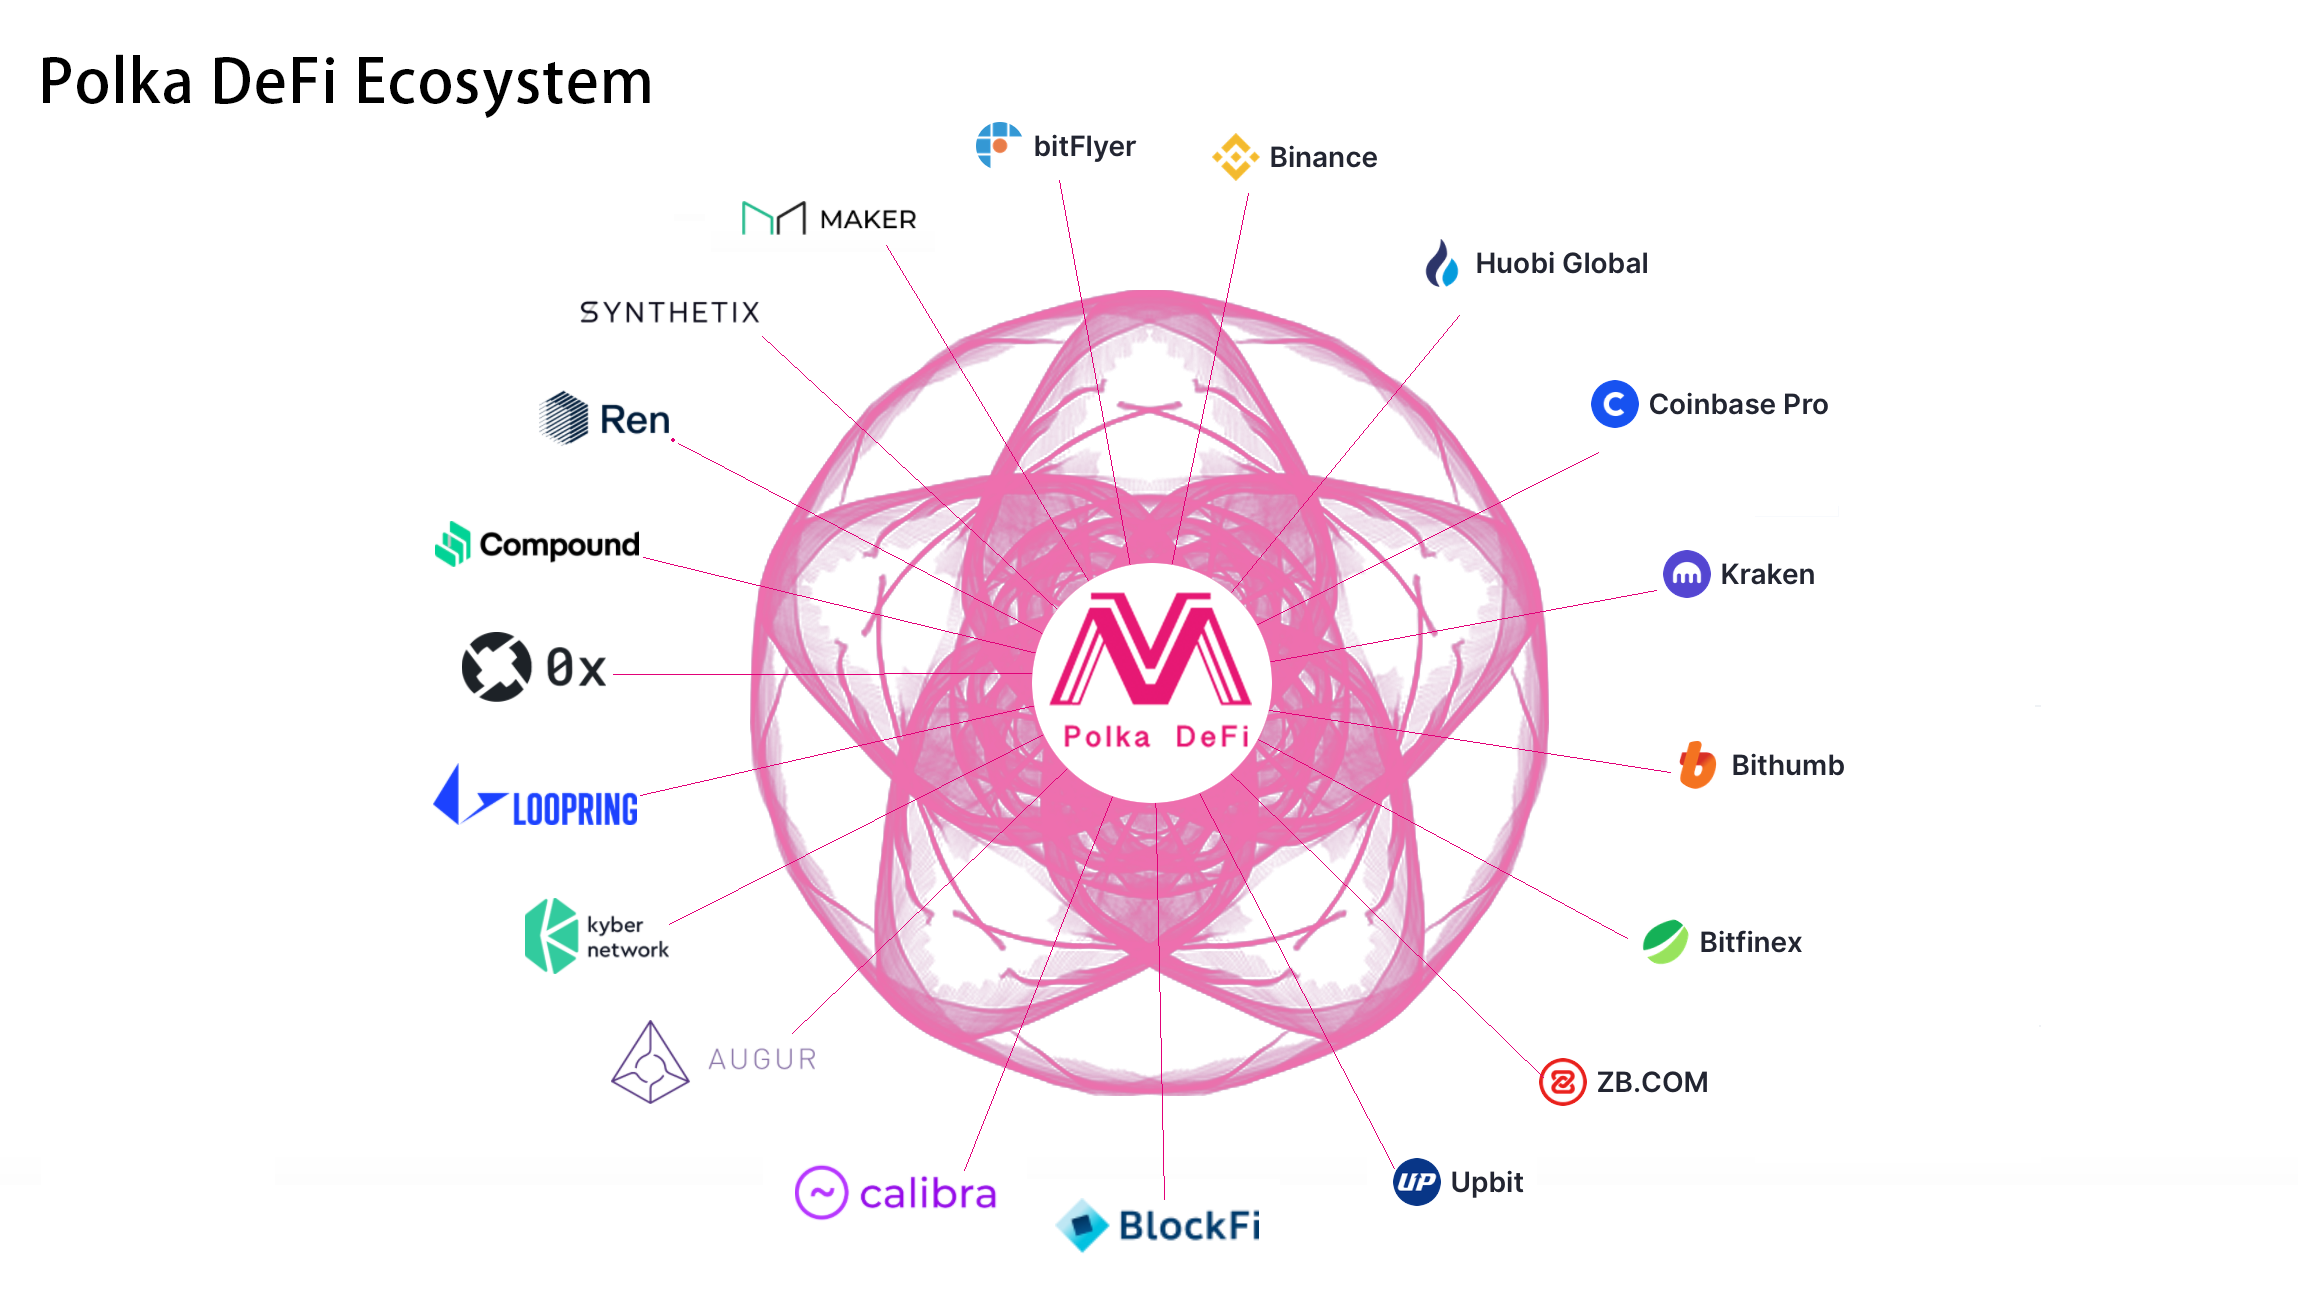 Polka DeFi Ecosystem
bitFlyer
Binance
MAKER
Huobi Global
SYNTHETIX
Coinbase Pro
Ren
Compound
Kraken
0x
Polka DeFi
Bithumb
LOOPRING
kyber
network
Bitfinex
AUGUR
ZB.COM
calibra
UP
Upbit
BlockFi